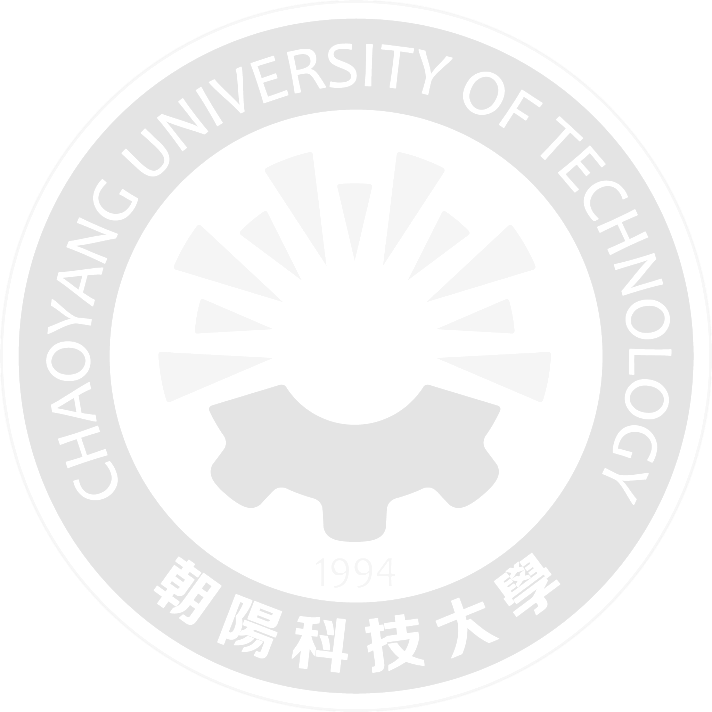 CHAOYANG UNIVERSITY OF TECHNOLOGY
1994
朝陽科技大學